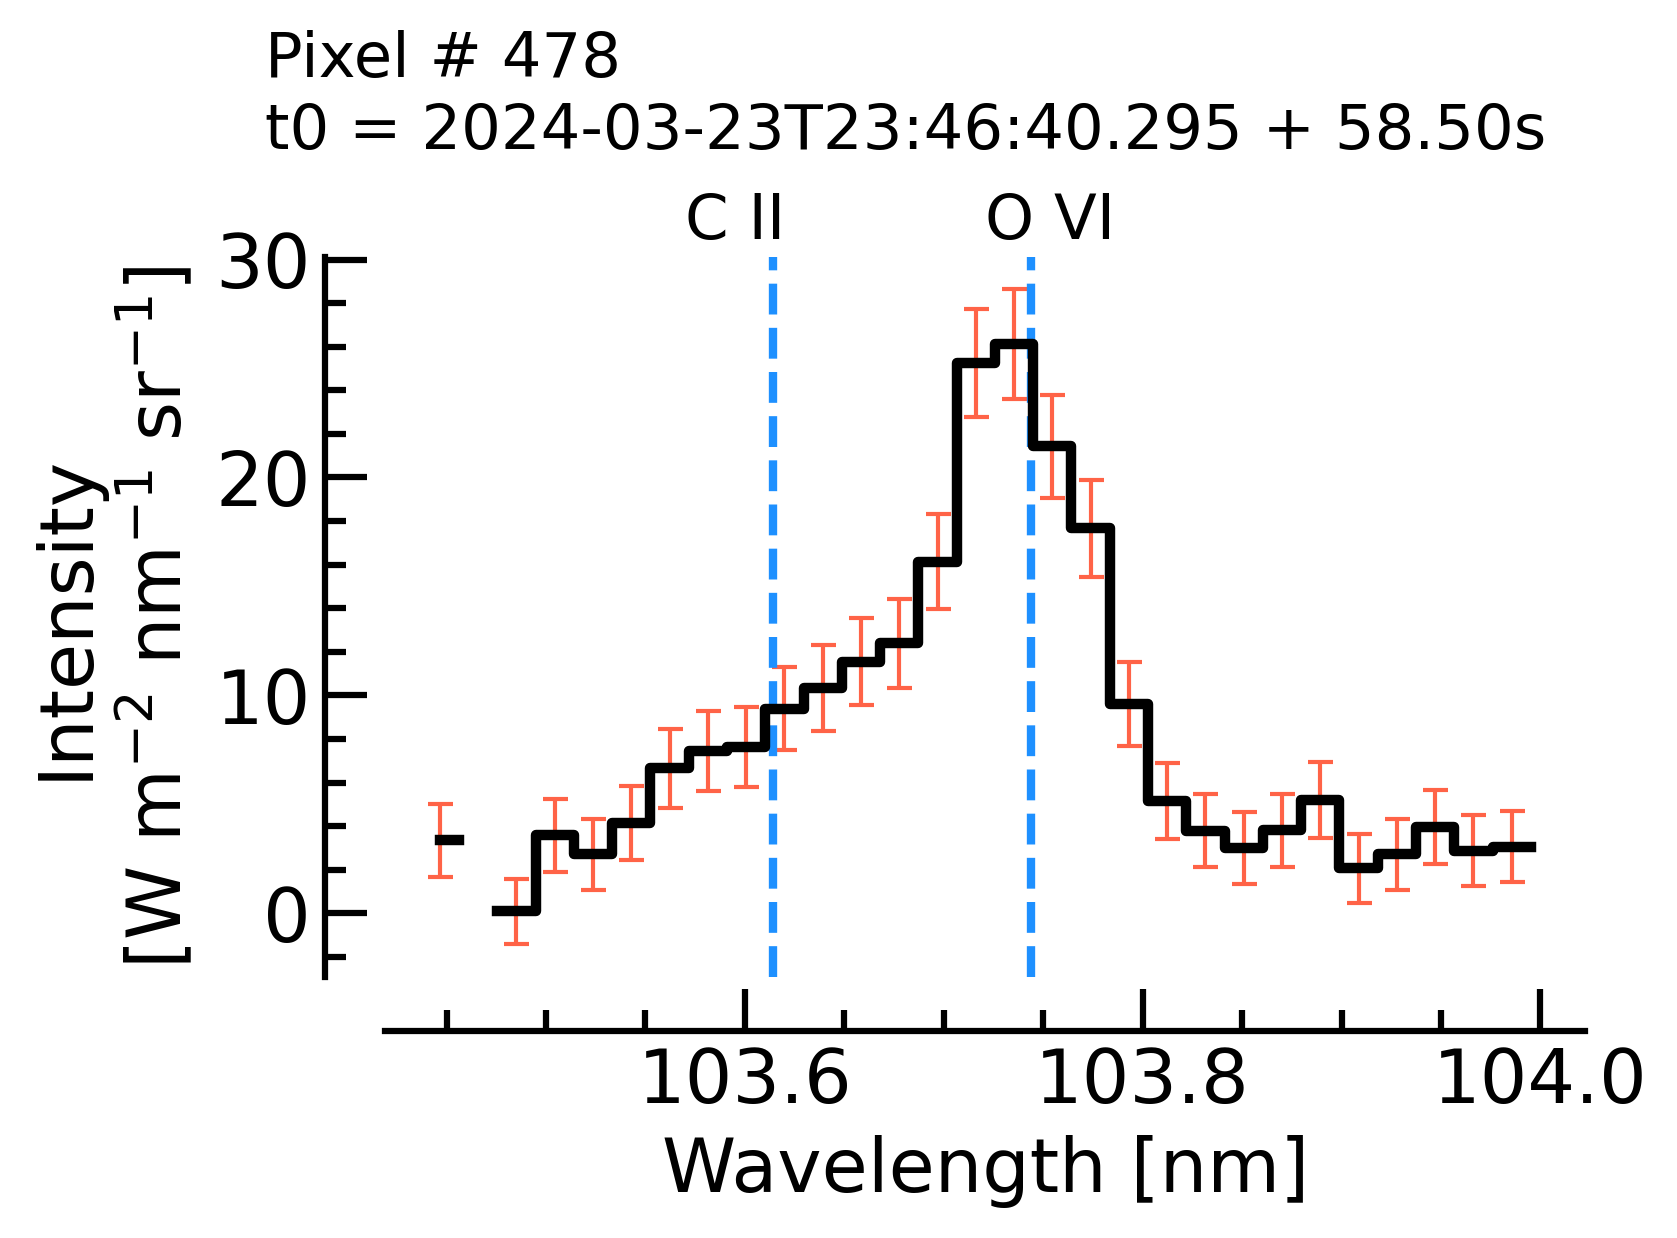 Pixel # 478
t0 = 2024-03-23T23:46:40.295 + 58.50s
C II
O VI
30
20
10
0
Intensity
[W m⁻² nm⁻¹ sr⁻¹]
103.6
103.8
104.0
Wavelength [nm]